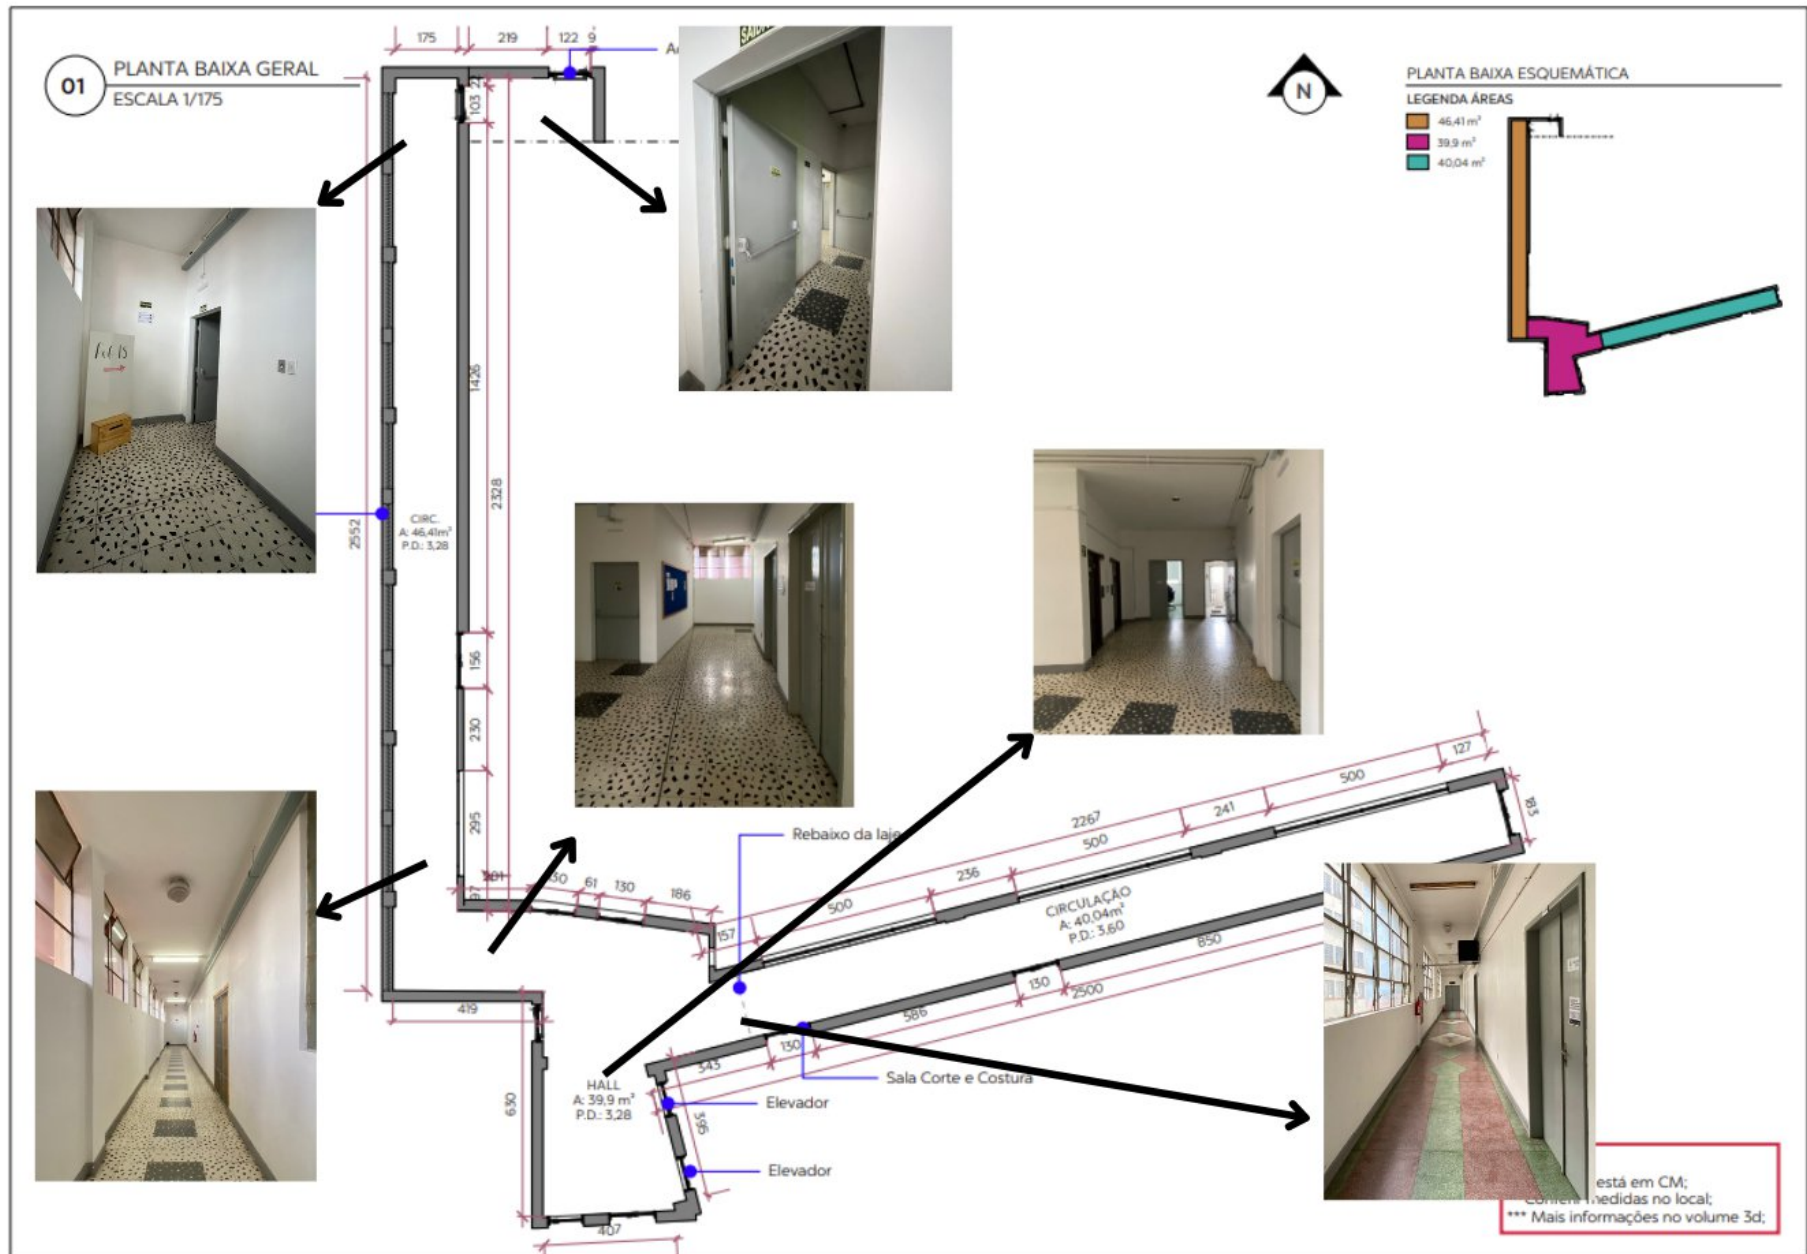 01
PLANTA BAIXA GERAL
ESCALA 1/175
175
219
122
9
N
PLANTA BAIXA ESQUEMÁTICA
LEGENDA ÁREAS
46,41 m²
39,9 m²
40,04 m²
22
103
1426
2328
2552
CIRC.
A: 46,41m²
P.D.: 3,28
156
230
295
97
61
130
186
157
Rebaixo da laje
500
236
500
2267
241
500
127
183
CIRCULAÇÃO
A: 40,04m²
P.D.: 3,60
850
130
2500
586
130
343
419
630
HALL
A: 39,9 m²
P.D.: 3,28
395
407
Sala Corte e Costura
Elevador
Elevador
está em CM;
medidas no local;
*** Mais informações no volume 3d;